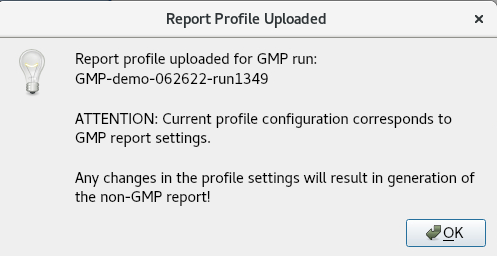 Report Profile Uploaded
×
Report profile uploaded for GMP run:
GMP-demo-062622-run1349
ATTENTION: Current profile configuration corresponds to
GMP report settings.
Any changes in the profile settings will result in generation of
the non-GMP report!
OK